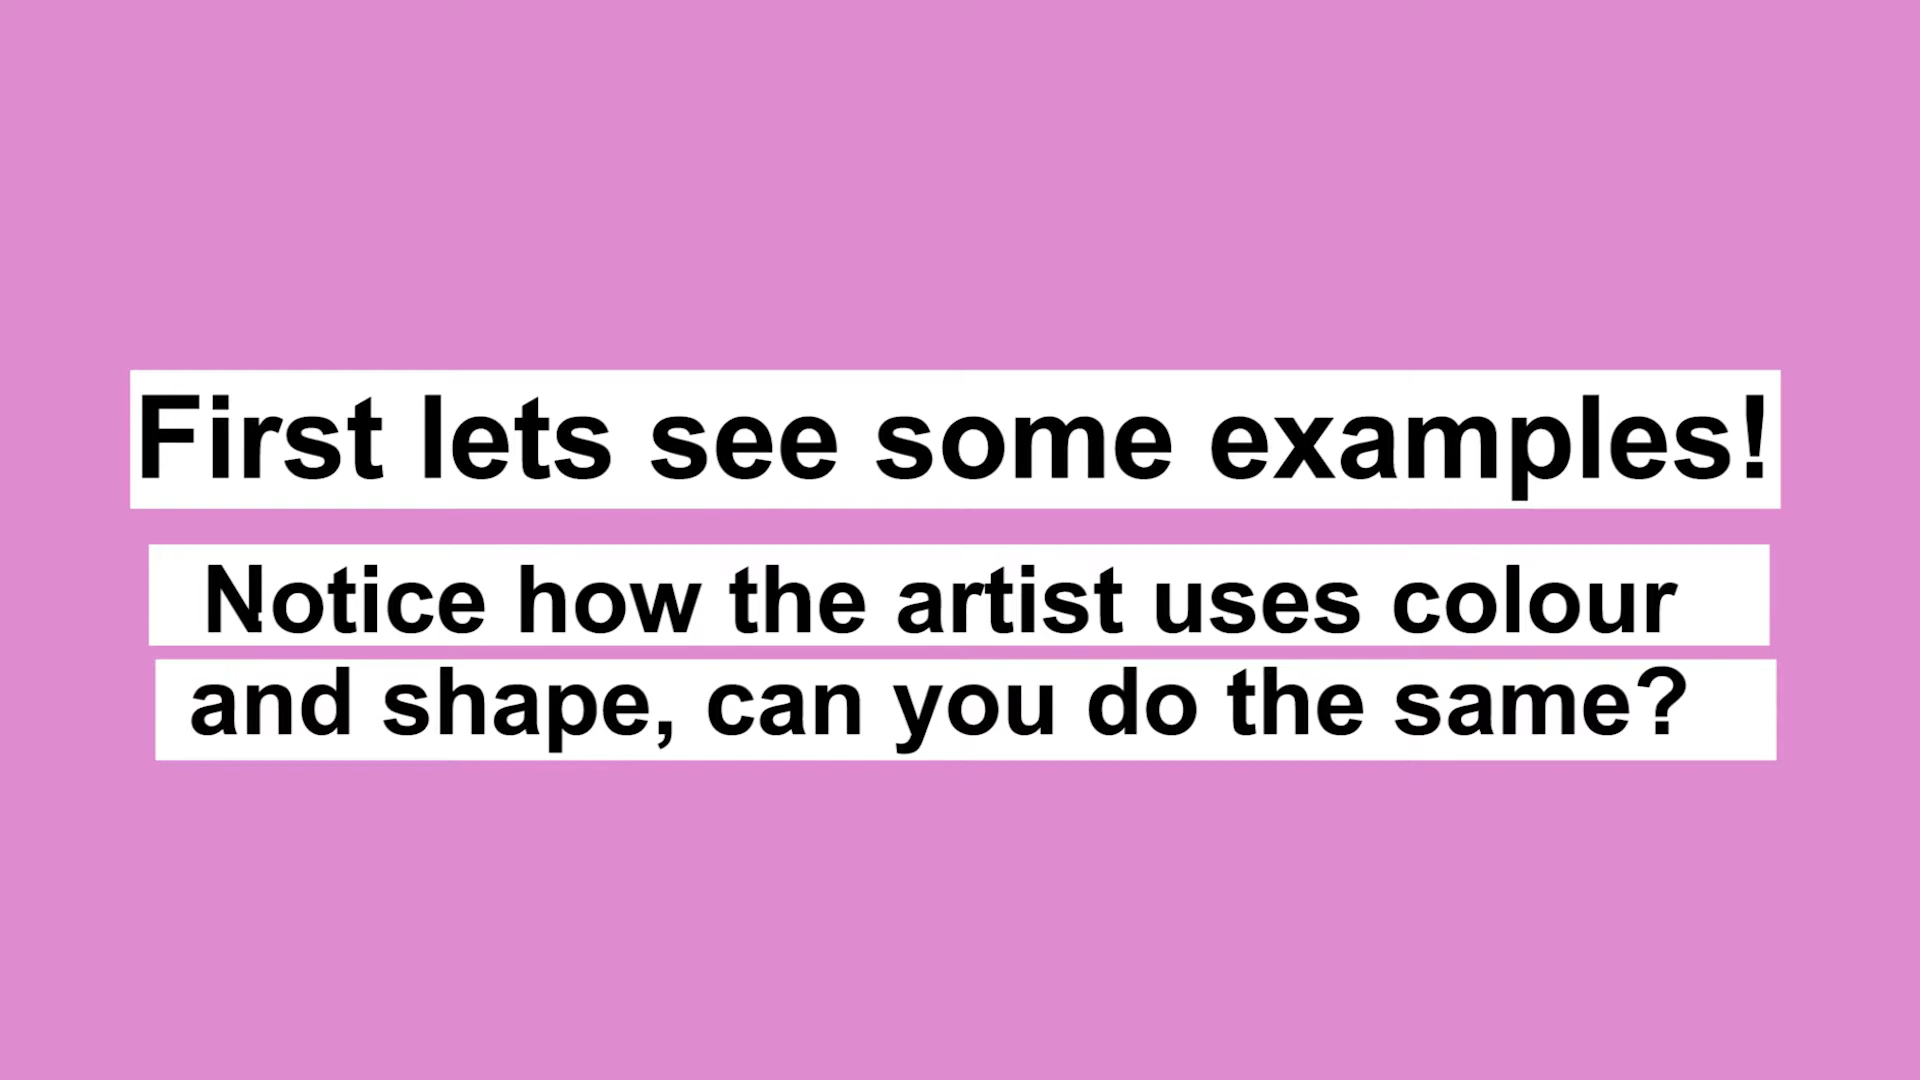 First lets see some examples!
Notice how the artist uses colour
and shape, can you do the same?